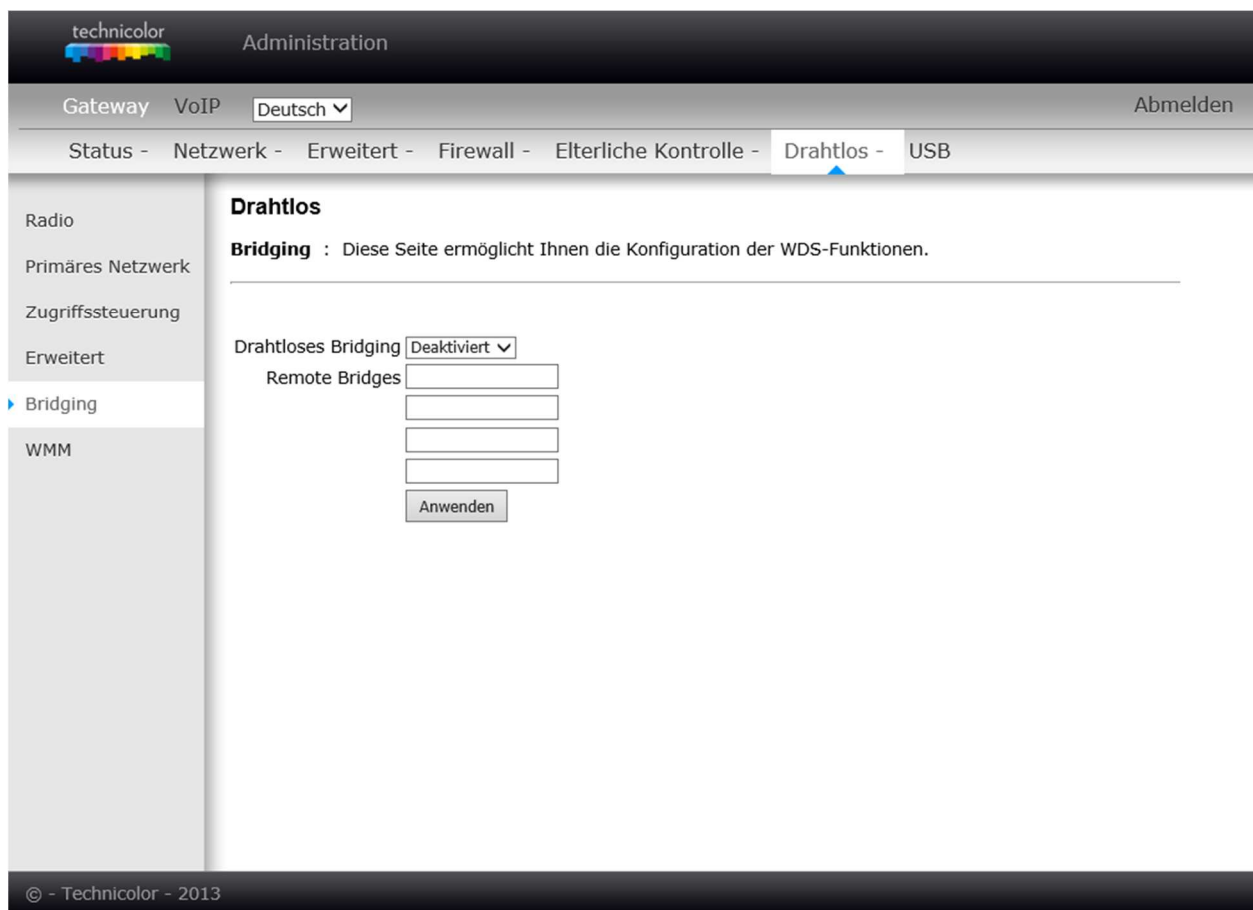 technicolor
Administration
Gateway VoIP Deutsch Abmelden
Status - Netzwerk - Erweitert - Firewall - Elterliche Kontrolle - Drahtlos - USB
Radio
Primäres Netzwerk
Zugriffssteuerung
Erweitert
Bridging
WMM
Drahtlos
Bridging : Diese Seite ermöglicht Ihnen die Konfiguration der WDS-Funktionen.
Drahtloses Bridging Deaktiviert
Remote Bridges
Anwenden
© - Technicolor - 2013